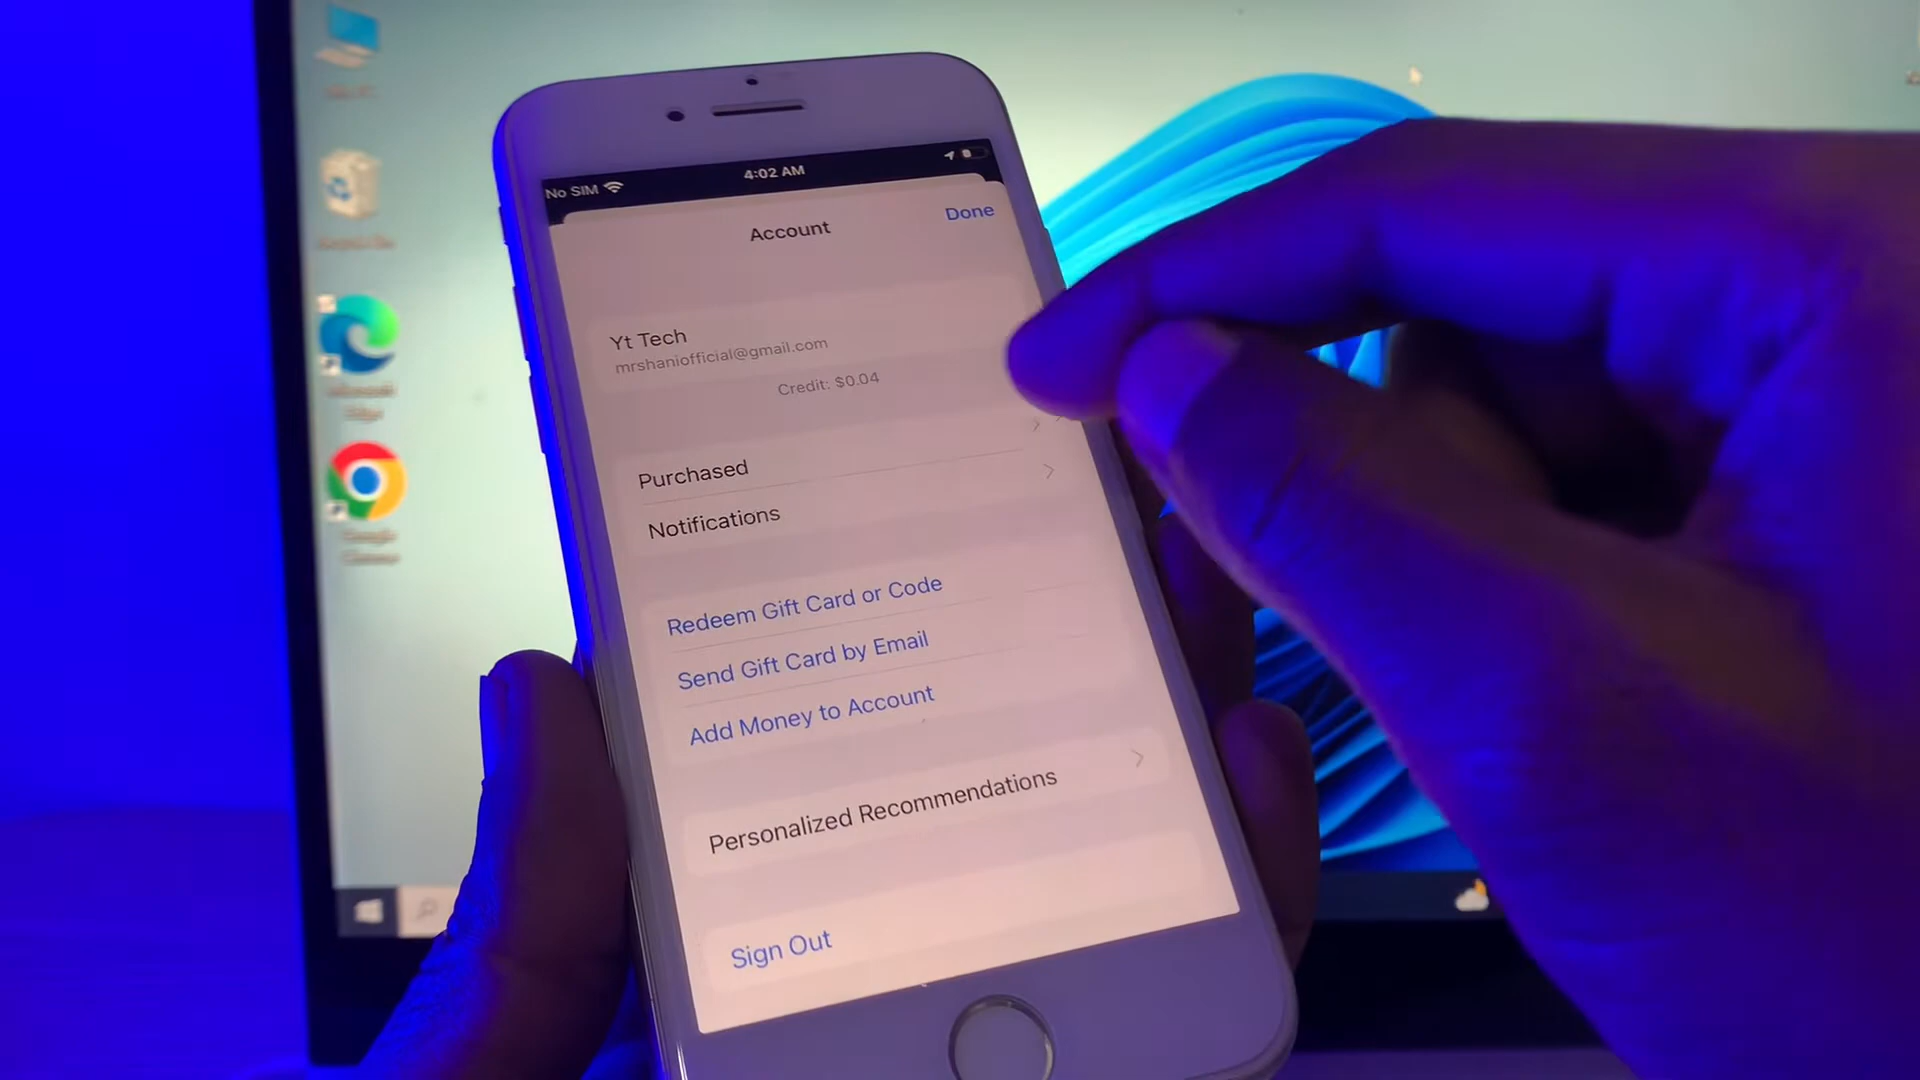 No SIM
4:02 AM
Account
Done
Yt Tech
mrshaniofficial@gmail.com
Credit: $0.04
Purchased
Notifications
Redeem Gift Card or Code
Send Gift Card by Email
Add Money to Account
Personalized Recommendations
Sign Out